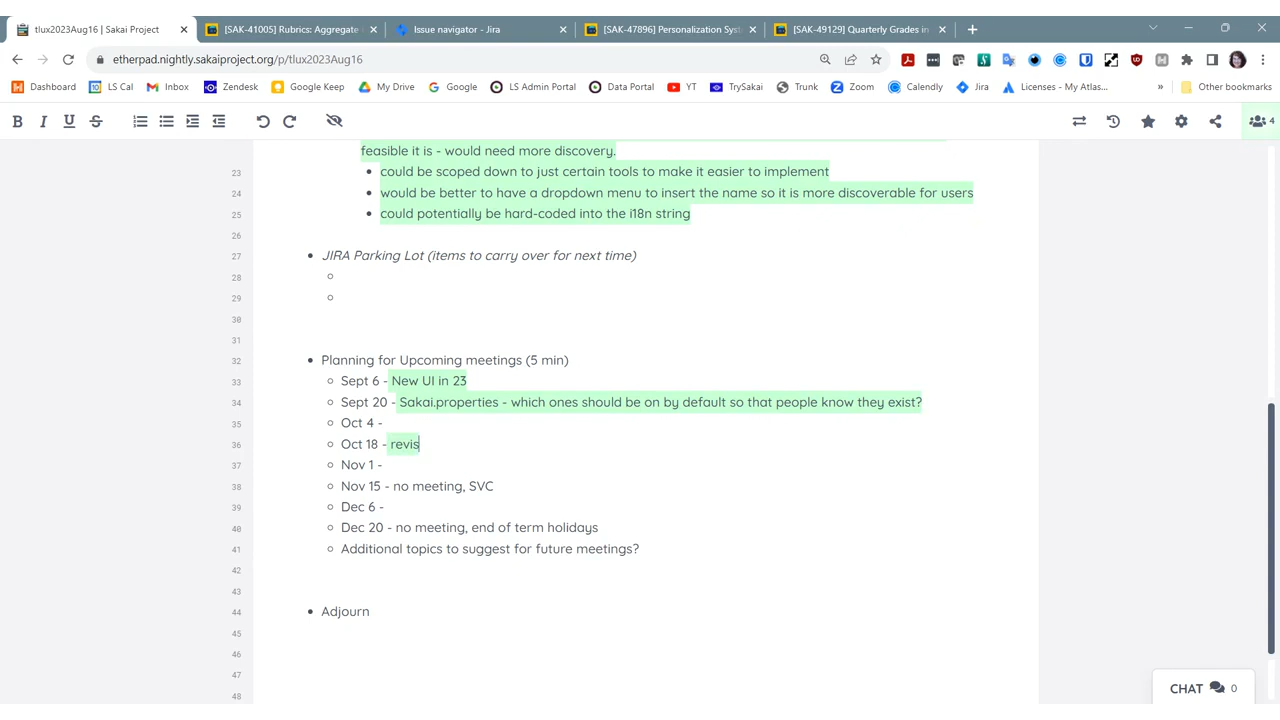 tlux2023Aug16 | Sakai Project
[SAK-41005] Rubrics: Aggregate
Issue navigator - Jira
[SAK-47896] Personalization Syst
[SAK-49129] Quarterly Grades in
etherpad.nightly.sakaiproject.org/p/tlux2023Aug16
Dashboard
LS Cal
Inbox
Zendesk
Google Keep
My Drive
Google
LS Admin Portal
Data Portal
YT
TrySakai
Trunk
Zoom
Calendly
Jira
Licenses - My Atlas...
»
Other bookmarks
B I U S
4
feasible it is - would need more discovery.
23 could be scoped down to just certain tools to make it easier to implement
24 would be better to have a dropdown menu to insert the name so it is more discoverable for users
25 could potentially be hard-coded into the i18n string
26
27 JIRA Parking Lot (items to carry over for next time)
28
29
30
31
32 Planning for Upcoming meetings (5 min)
33 Sept 6 - New UI in 23
34 Sept 20 - Sakai.properties - which ones should be on by default so that people know they exist?
35 Oct 4 -
36 Oct 18 - revis
37 Nov 1 -
38 Nov 15 - no meeting, SVC
39 Dec 6 -
40 Dec 20 - no meeting, end of term holidays
41 Additional topics to suggest for future meetings?
42
43
44 Adjourn
45
46
47
48
CHAT 0